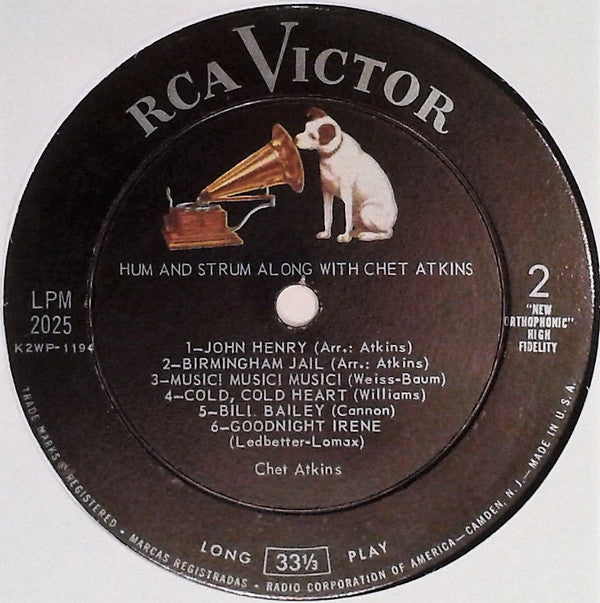 RCA VICTOR
HUM AND STRUM ALONG WITH CHET ATKINS
LPM
2025
K2WP-1194
2
"NEW
ORTHOPHONIC"
HIGH
FIDELITY
1—JOHN HENRY (Arr.: Atkins)
2—BIRMINGHAM JAIL (Arr.: Atkins)
3—MUSIC! MUSIC! MUSIC! (Weiss-Baum)
4—COLD, COLD HEART (Williams)
5—BILL BAILEY (Cannon)
6—GOODNIGHT IRENE
(Ledbetter-Lomax)
Chet Atkins
LONG 33⅓ PLAY
TRADE MARKS ® REGISTERED • MARCAS REGISTRADAS • RADIO CORPORATION OF AMERICA—CAMDEN, N. J.—MADE IN U.S.A.